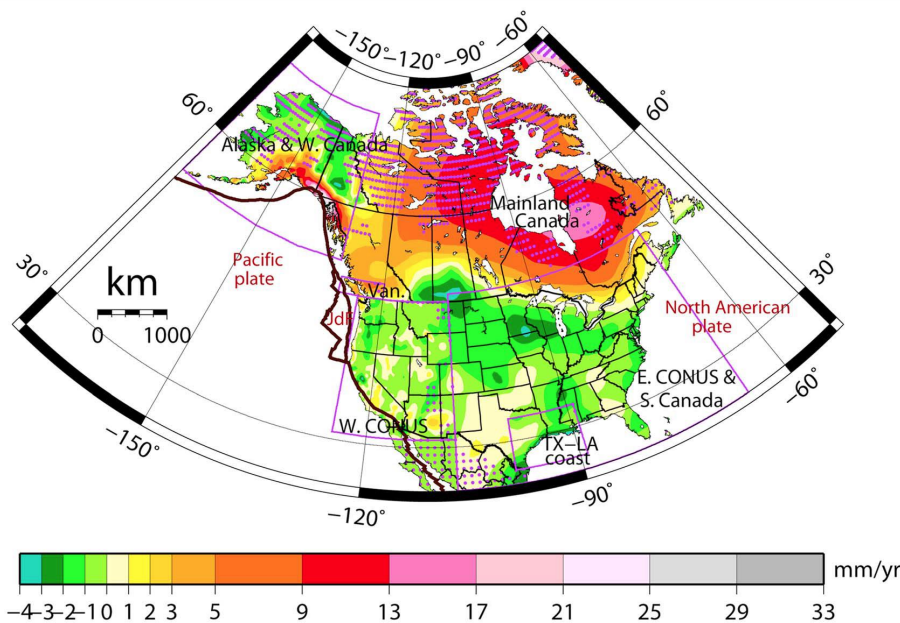 −150° −120° −90° −60°
60°
60°
Alaska & W. Canada
Mainland
Canada
Pacific
plate
30°
30°
km
0 1000
Van.
JdF
North American
plate
E. CONUS &
S. Canada
W. CONUS
TX−LA
coast
−150°
−60°
−120°
−90°
−4 −3 −2 −1 0 1 2 3 5 9 13 17 21 25 29 33
mm/yr